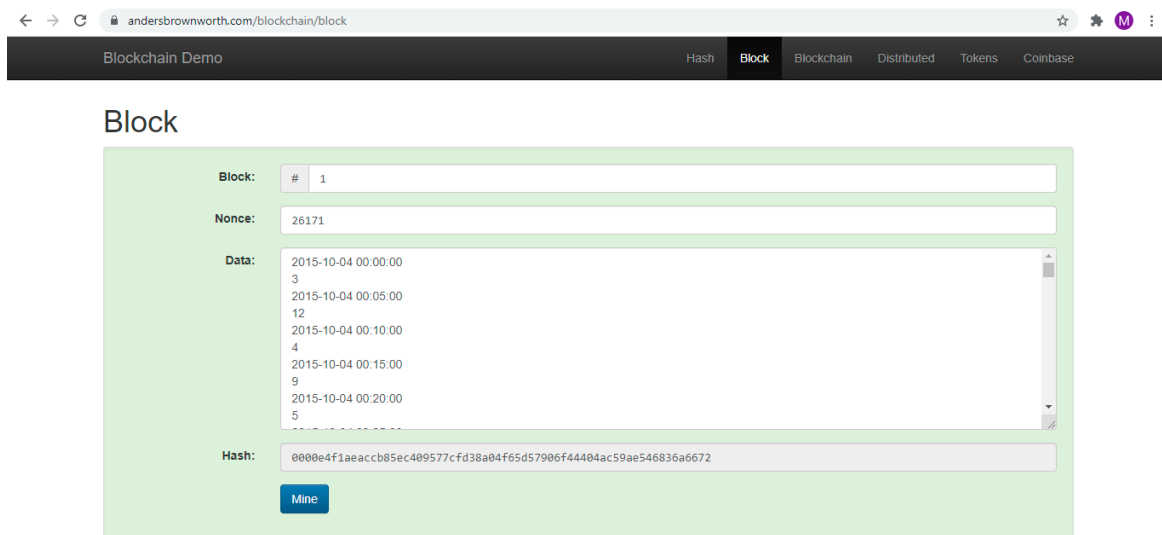 andersbrownworth.com/blockchain/block
M
Blockchain Demo Hash Block Blockchain Distributed Tokens Coinbase
Block
Block: # 1
Nonce: 26171
Data: 2015-10-04 00:00:00
3
2015-10-04 00:05:00
12
2015-10-04 00:10:00
4
2015-10-04 00:15:00
9
2015-10-04 00:20:00
5
Hash: 0000e4f1aeaccb85ec409577cfd38a04f65d57906f44404ac59ae546836a6672
Mine